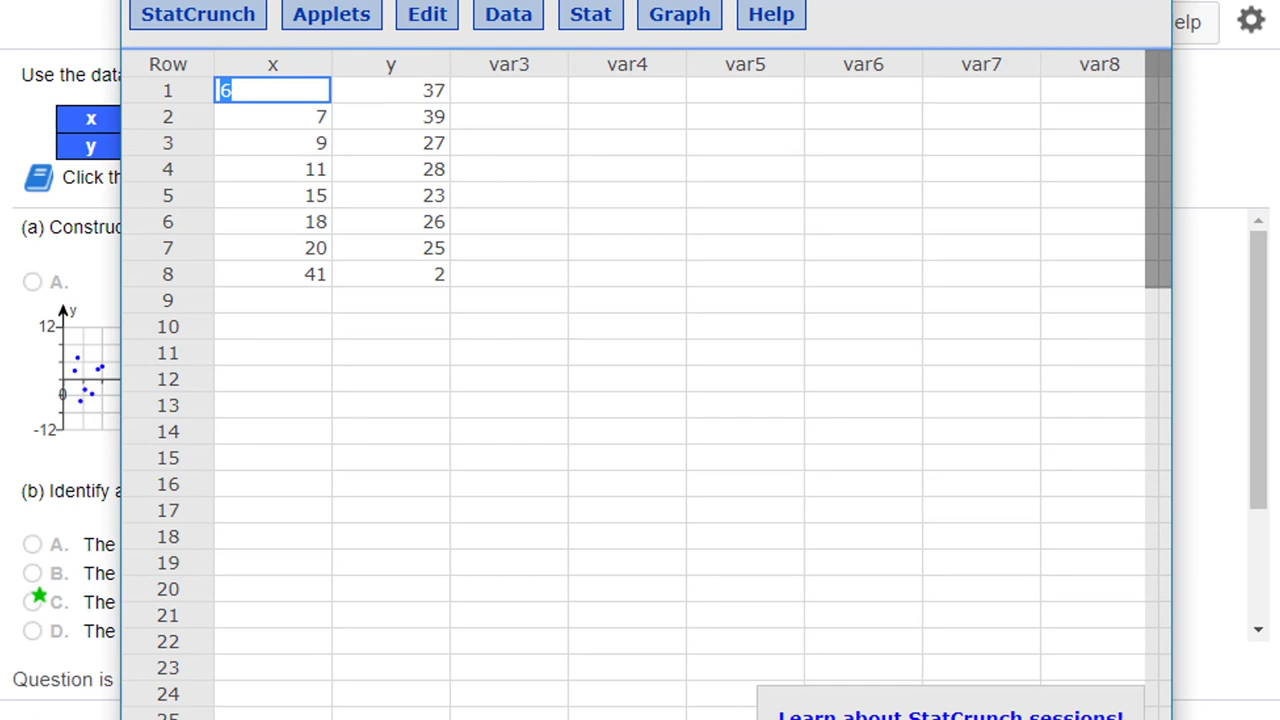 StatCrunch Applets Edit Data Stat Graph Help
elp
Row x y var3 var4 var5 var6 var7 var8
1 6 37
2 7 39
3 9 27
4 11 28
5 15 23
6 18 26
7 20 25
8 41 2
9
10
11
12
13
14
15
16
17
18
19
20
21
22
23
24
25
Use the data
x
y
Click th
(a) Construc
A.
y
12
0
-12
(b) Identify a
A. The
B. The
C. The
D. The
Question is
Learn about StatCrunch sessions!